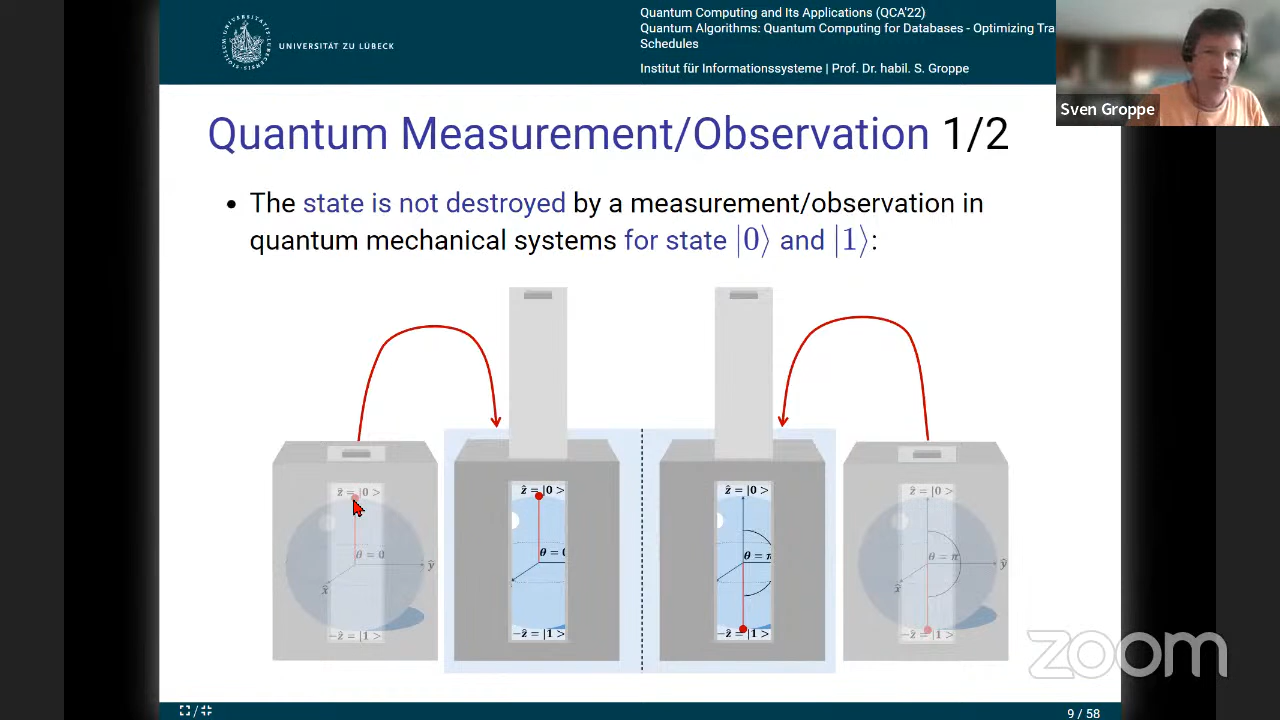 Quantum Computing and Its Applications (QCA'22)
Quantum Algorithms: Quantum Computing for Databases - Optimizing Tra
Schedules
Institut für Informationssysteme | Prof. Dr. habil. S. Groppe
UNIVERSITÄT ZU LÜBECK
Sven Groppe
Quantum Measurement/Observation 1/2
• The state is not destroyed by a measurement/observation in
quantum mechanical systems for state |0⟩ and |1⟩:
ẑ = |0 >
θ = 0
ŷ
x̂
−ẑ = |1 >
ẑ = |0 >
θ = 0
−ẑ = |1 >
ẑ = |0 >
θ = π
−ẑ = |1 >
ẑ = |0 >
θ = π
ŷ
x̂
−ẑ = |1 >
zoom
9 / 58